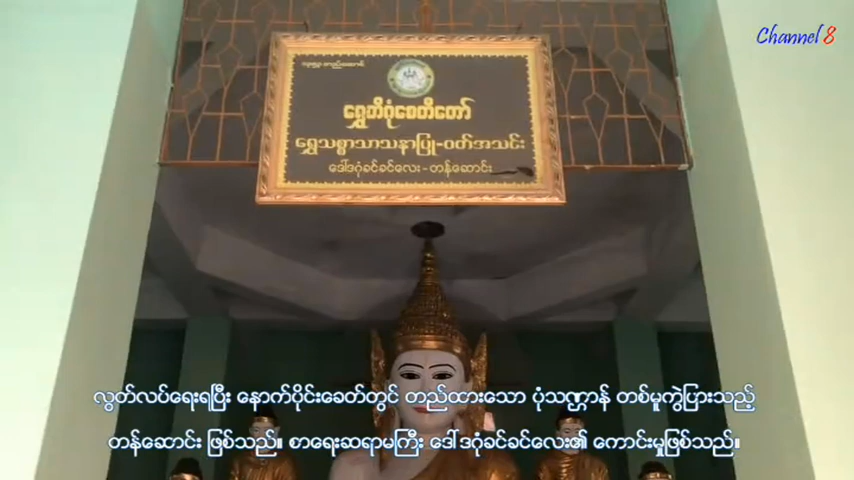 Channel 8
ရွှေဘိဂုံစေတီတော်
ရွှေသစ္စာသာသနာပြု-ဝတ်အသင်း
ဒေါ်ဒဂုံခင်ခင်လေး-တန်ဆောင်း
လွတ်လပ်ရေးရပြီး နောက်ပိုင်းခေတ်တွင် တည်ထားသော ပုံသဏ္ဍာန် တစ်မူကွဲပြားသည့်
တန်ဆောင်း ဖြစ်သည်။ စာရေးဆရာမကြီး ဒေါ်ဒဂုံခင်ခင်လေး၏ ကောင်းမှုဖြစ်သည်။